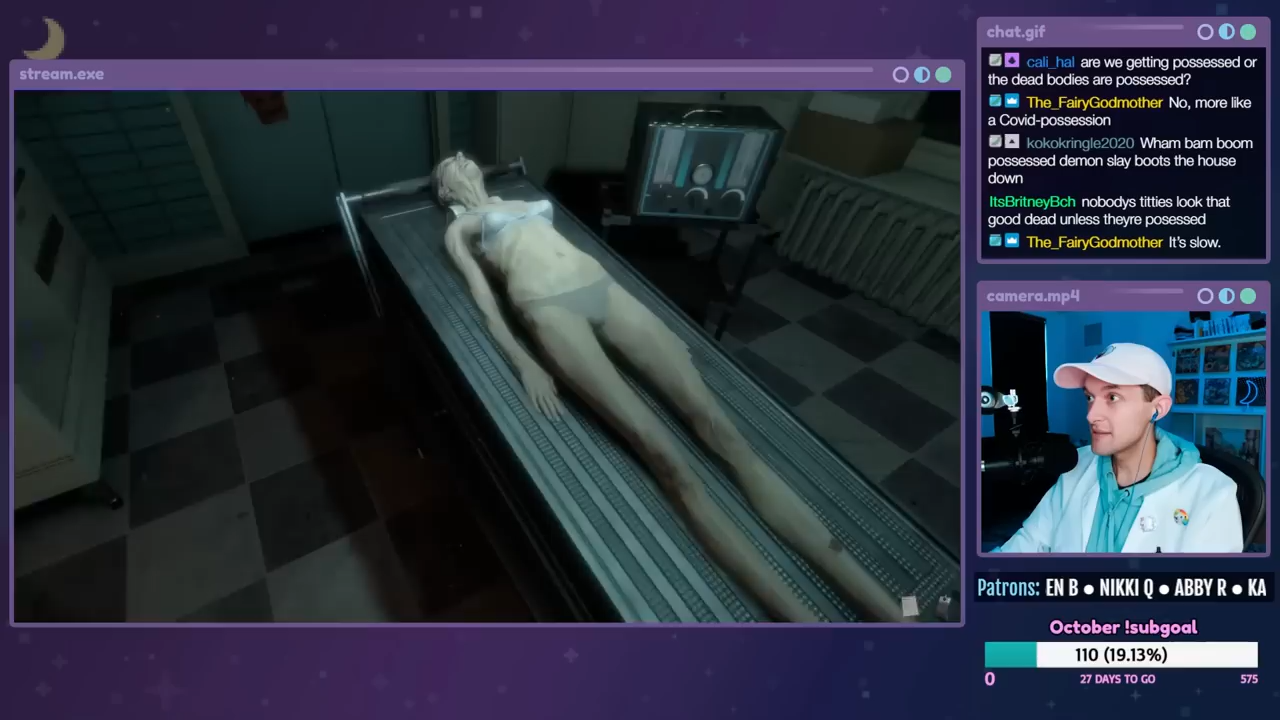 stream.exe
chat.gif
cali_hal are we getting possessed or
the dead bodies are possessed?
The_FairyGodmother No, more like
a Covid-possession
kokokringle2020 Wham bam boom
possessed demon slay boots the house
down
ItsBritneyBch nobodys titties look that
good dead unless theyre posessed
The_FairyGodmother It's slow.
camera.mp4
Patrons: EN B ● NIKKI Q ● ABBY R ● KA
October !subgoal
110 (19.13%)
0 27 DAYS TO GO 575